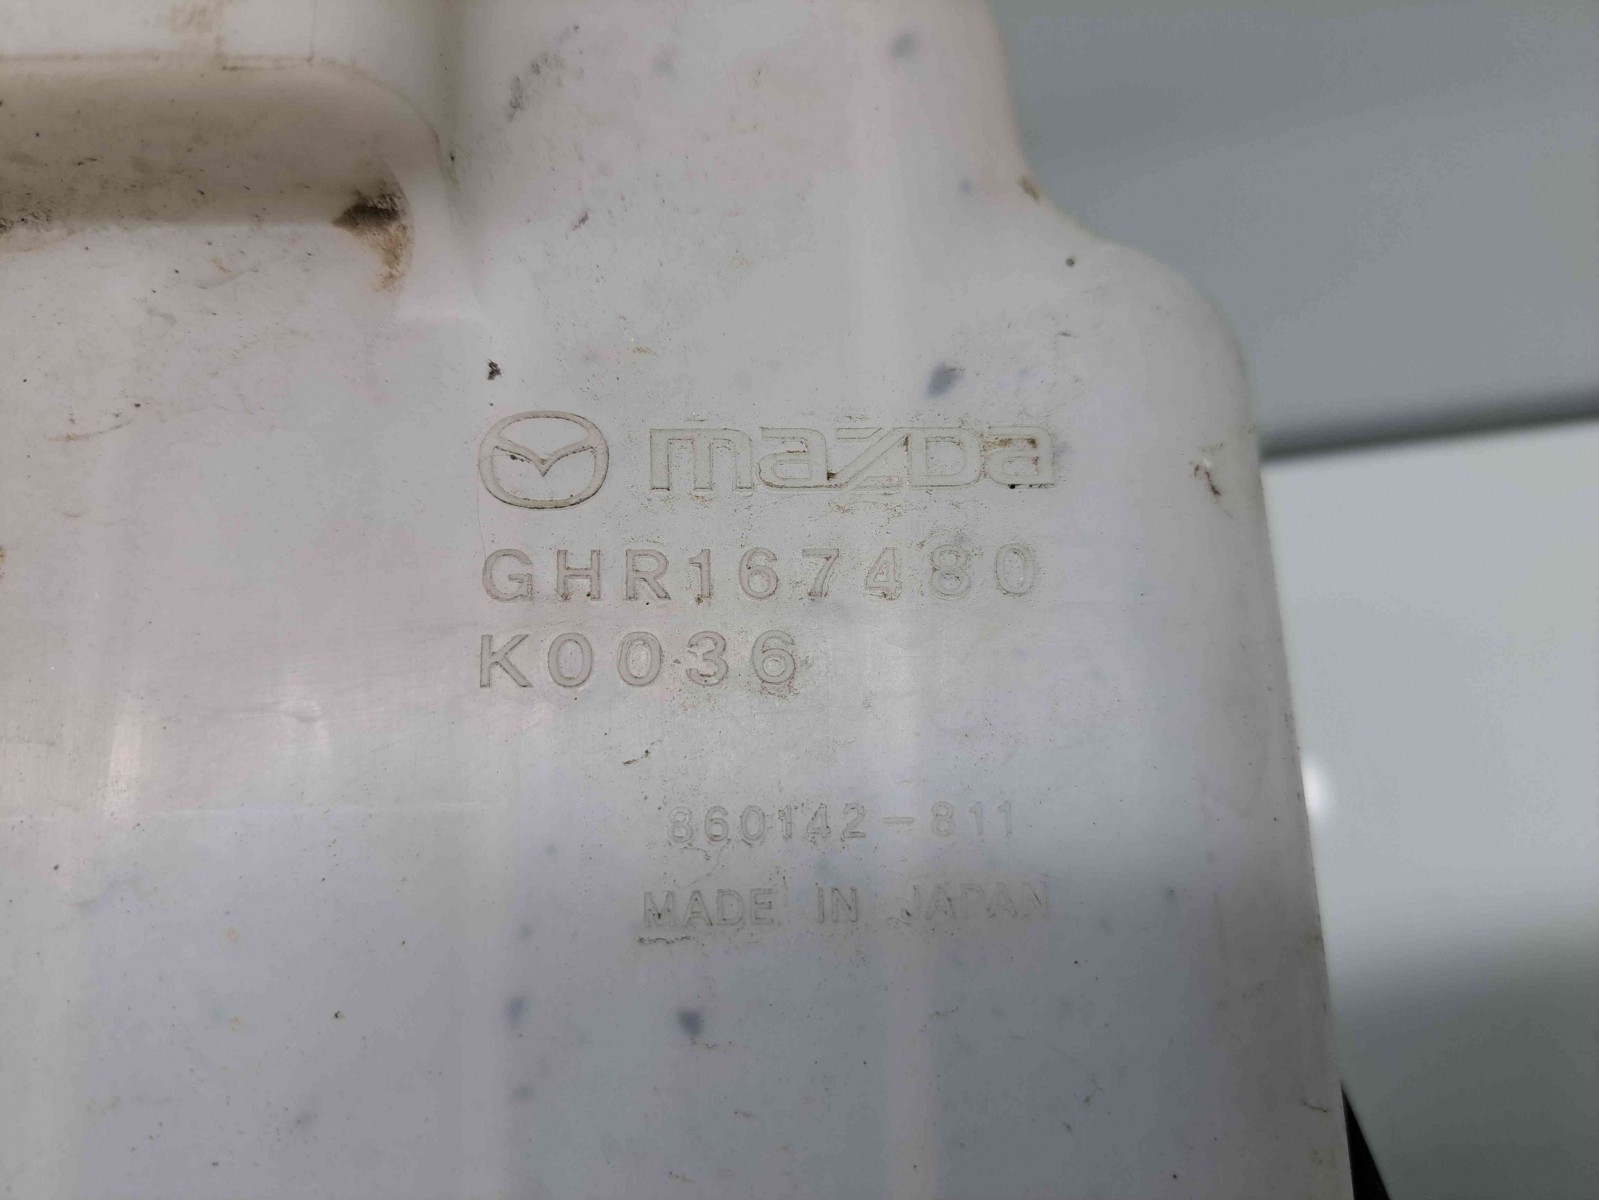 mazda
GHR167480
K0036
860142-811
MADE IN JAPAN